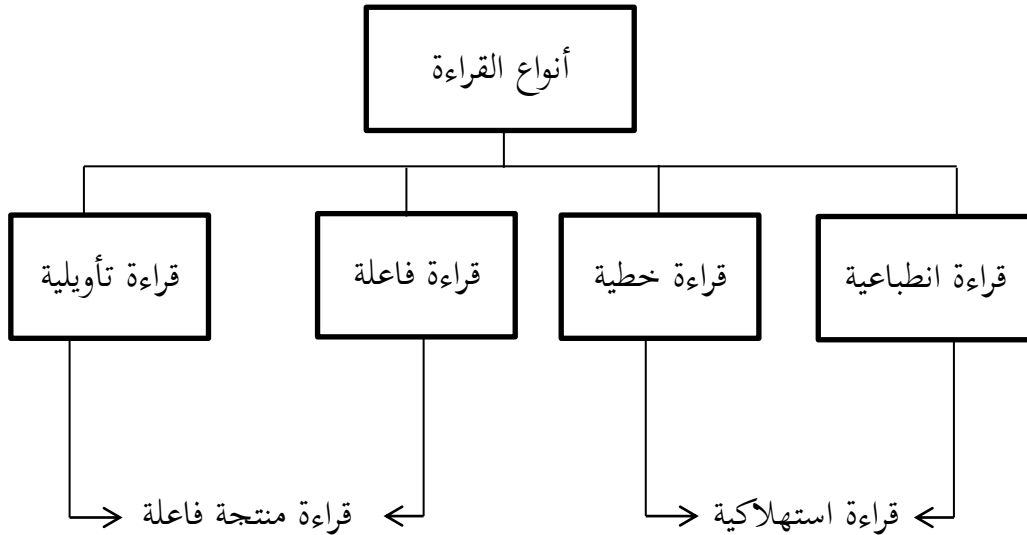 أنواع القراءة
قراءة انطباعية
قراءة خطية
قراءة فاعلة
قراءة تأويلية
قراءة استهلاكية
قراءة منتجة فاعلة